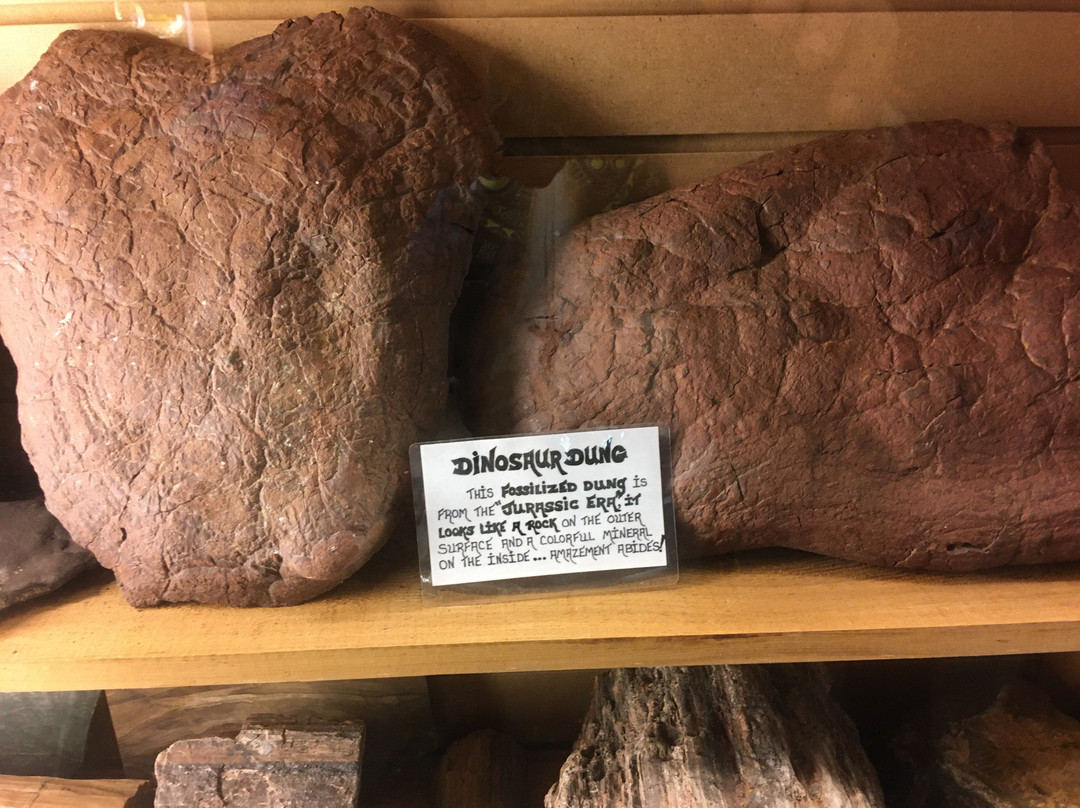 DiNOSAUR DUNG
THiS FOSSiLiZED DUNG iS
FROM THE "JURASSiC ERA," iT
LOOKS LiKE A ROCK ON THE OUTER
SURFACE AND A COLORFUL MiNERAL
ON THE iNSiDE... AMAZEMENT ABiDES!